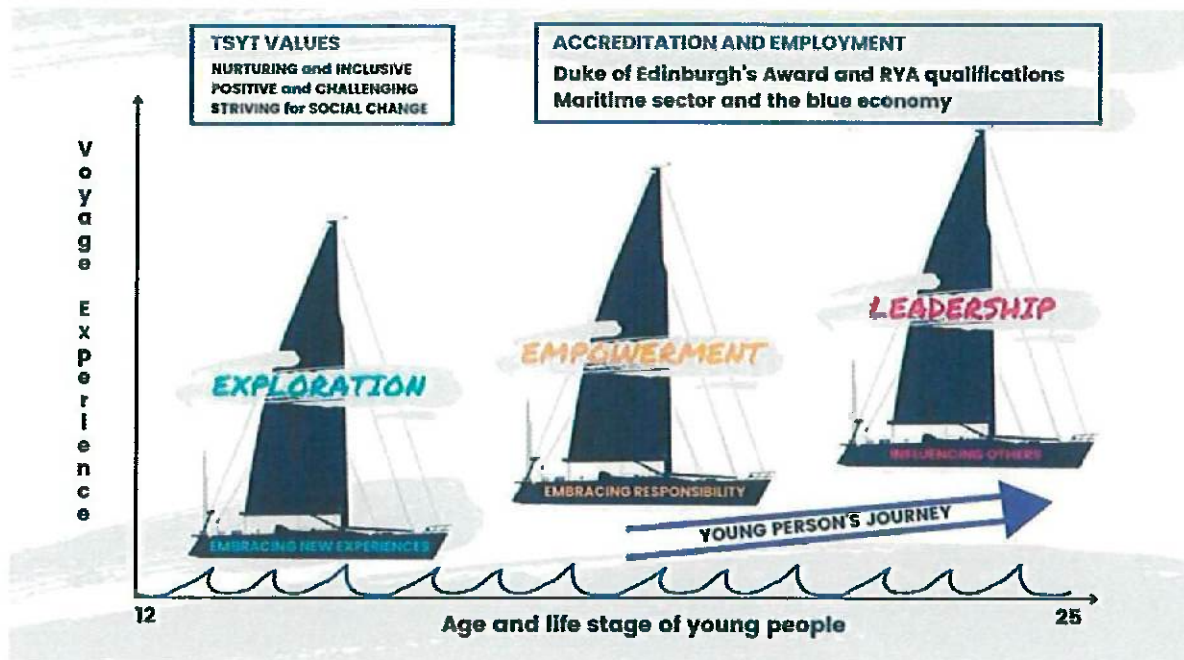 TSYT VALUES
NURTURING and INCLUSIVE
POSITIVE and CHALLENGING
STRIVING for SOCIAL CHANGE
ACCREDITATION AND EMPLOYMENT
Duke of Edinburgh's Award and RYA qualifications
Maritime sector and the blue economy
Voyage Experience
EXPLORATION
EMPOWERMENT
LEADERSHIP
EMBRACING NEW EXPERIENCES
EMBRACING RESPONSIBILITY
INFLUENCING OTHERS
YOUNG PERSON'S JOURNEY
12
Age and life stage of young people
25